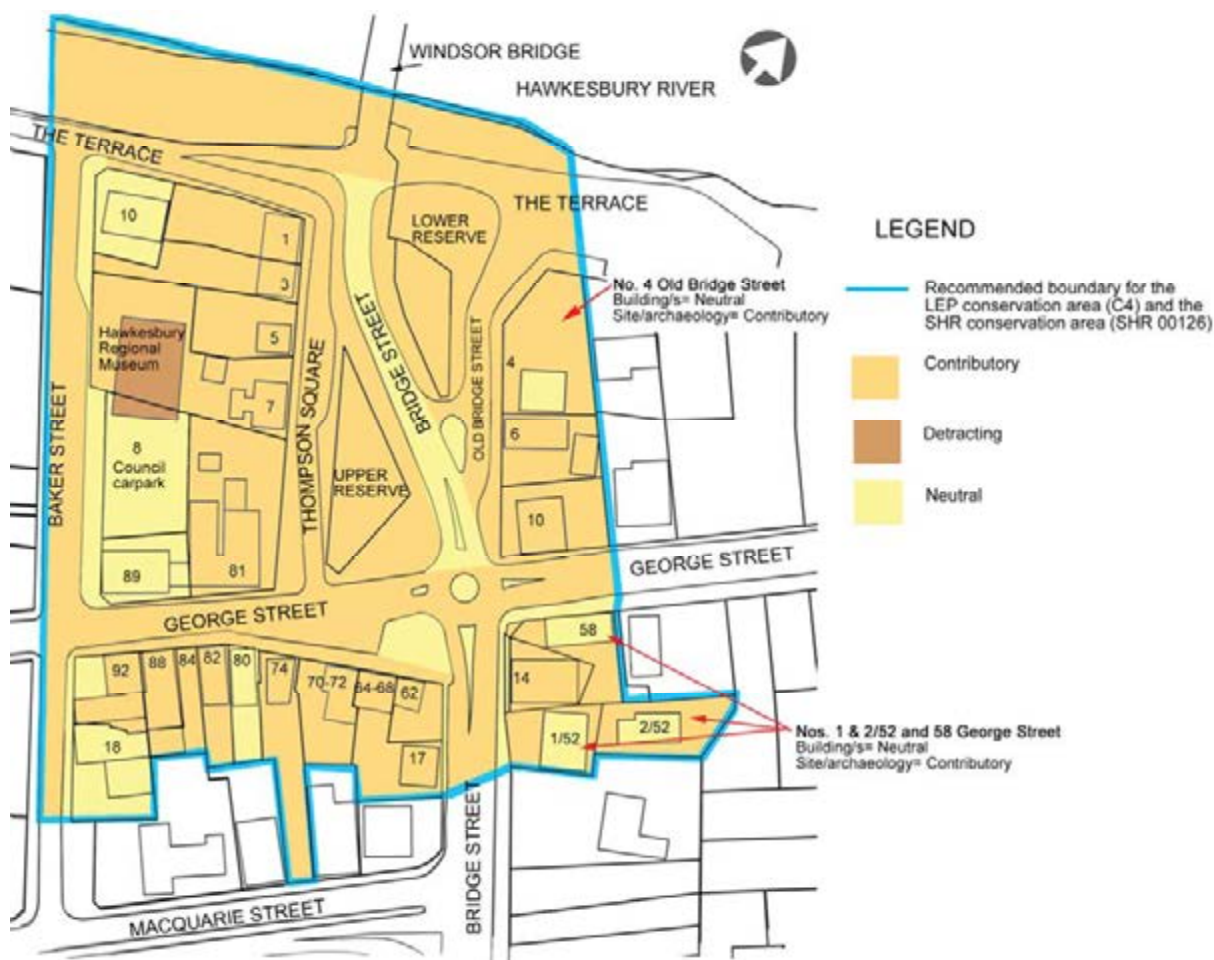 WINDSOR BRIDGE
HAWKESBURY RIVER
THE TERRACE
THE TERRACE
LOWER
RESERVE
10
1
3
5
7
Hawkesbury
Regional
Museum
8
Council
carpark
89
81
BAKER STREET
THOMPSON SQUARE
UPPER
RESERVE
BRIDGE STREET
OLD BRIDGE STREET
No. 4 Old Bridge Street
Building/s= Neutral
Site/archaeology= Contributory
4
6
10
GEORGE STREET
GEORGE STREET
92
88
84
82
80
74
70-72
64-68
62
18
17
58
14
1/52
2/52
Nos. 1 & 2/52 and 58 George Street
Building/s= Neutral
Site/archaeology= Contributory
BRIDGE STREET
MACQUARIE STREET
LEGEND
Recommended boundary for the
LEP conservation area (C4) and the
SHR conservation area (SHR 00126)
Contributory
Detracting
Neutral